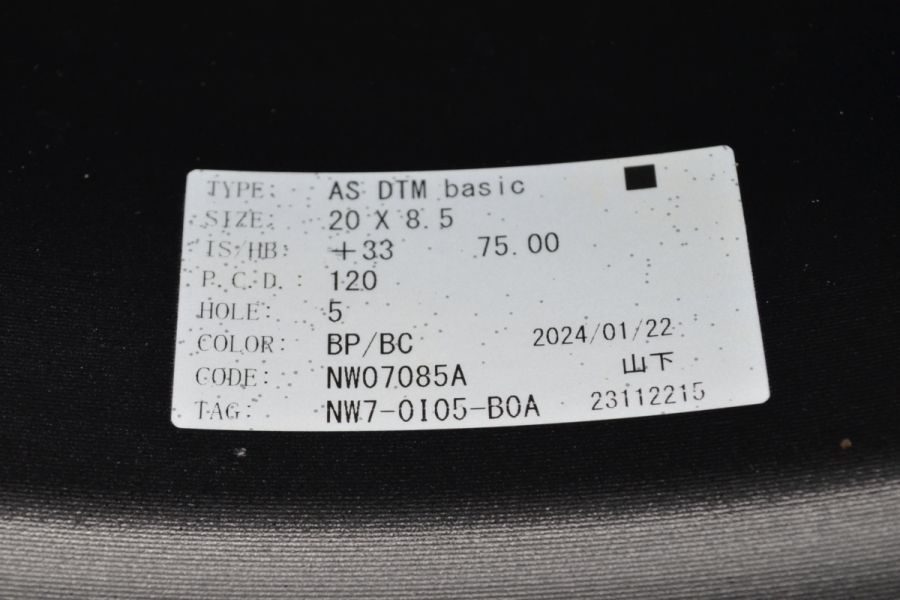 TYPE: AS DTM basic
SIZE: 20 X 8.5
IS/HB: +33 75.00
P.C.D.: 120
HOLE: 5
COLOR: BP/BC 2024/01/22
CODE: NW07085A 山下
TAG: NW7-0I05-B0A 23112215